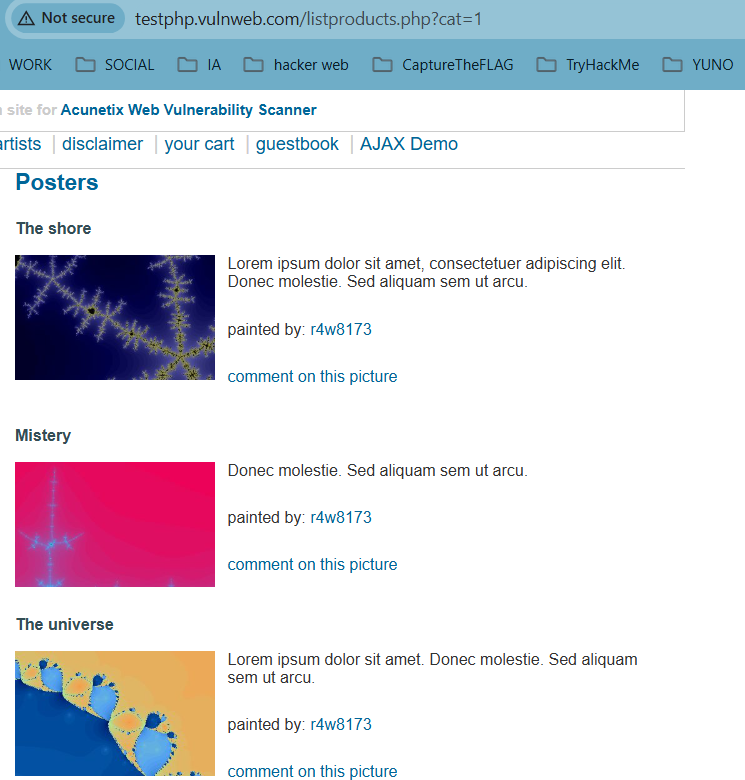 Not secure testphp.vulnweb.com/listproducts.php?cat=1
WORK SOCIAL IA hacker web CaptureTheFLAG TryHackMe YUNO
site for Acunetix Web Vulnerability Scanner
artists | disclaimer | your cart | guestbook | AJAX Demo
Posters
The shore
Lorem ipsum dolor sit amet, consectetuer adipiscing elit.
Donec molestie. Sed aliquam sem ut arcu.
painted by: r4w8173
comment on this picture
Mistery
Donec molestie. Sed aliquam sem ut arcu.
painted by: r4w8173
comment on this picture
The universe
Lorem ipsum dolor sit amet. Donec molestie. Sed aliquam
sem ut arcu.
painted by: r4w8173
comment on this picture